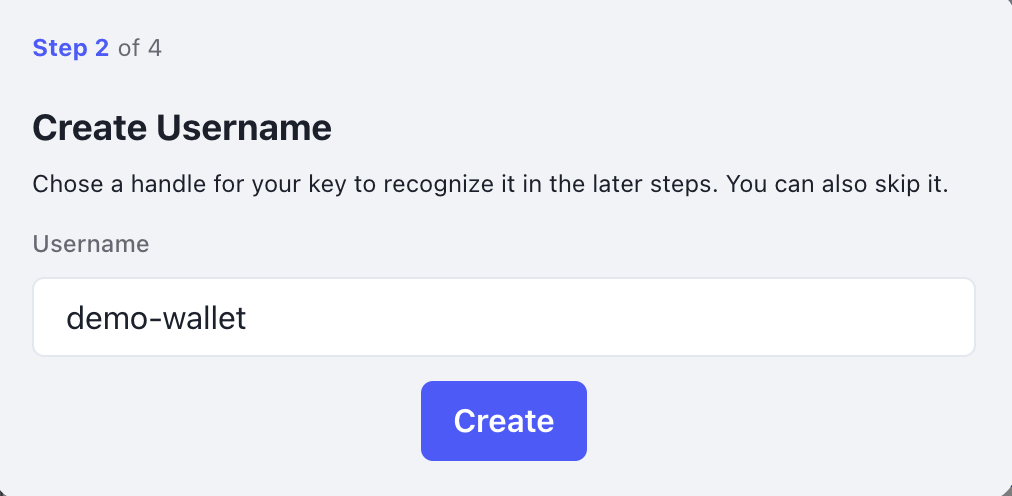 Step 2 of 4
Create Username
Chose a handle for your key to recognize it in the later steps. You can also skip it.
Username
demo-wallet
Create